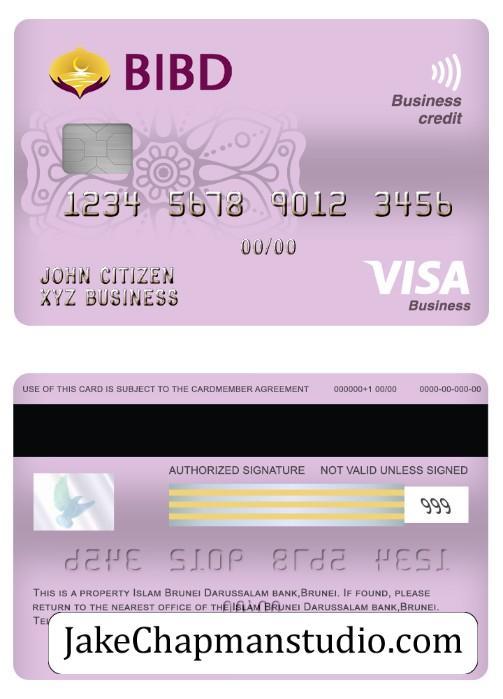 BIBD
Business
credit
1234 5678 9012 3456
00/00
JOHN CITIZEN
XYZ BUSINESS
VISA
Business
USE OF THIS CARD IS SUBJECT TO THE CARDMEMBER AGREEMENT 000000+1 00/00 0000-00-000-00
AUTHORIZED SIGNATURE NOT VALID UNLESS SIGNED
999
1234 5678 9012 3456
THIS IS A PROPERTY ISLAM BRUNEI DARUSSALAM BANK,BRUNEI. IF FOUND, PLEASE
RETURN TO THE NEAREST OFFICE OF THE ISLAM BRUNEI DARUSSALAM BANK,BRUNEI.
JakeChapmanstudio.com